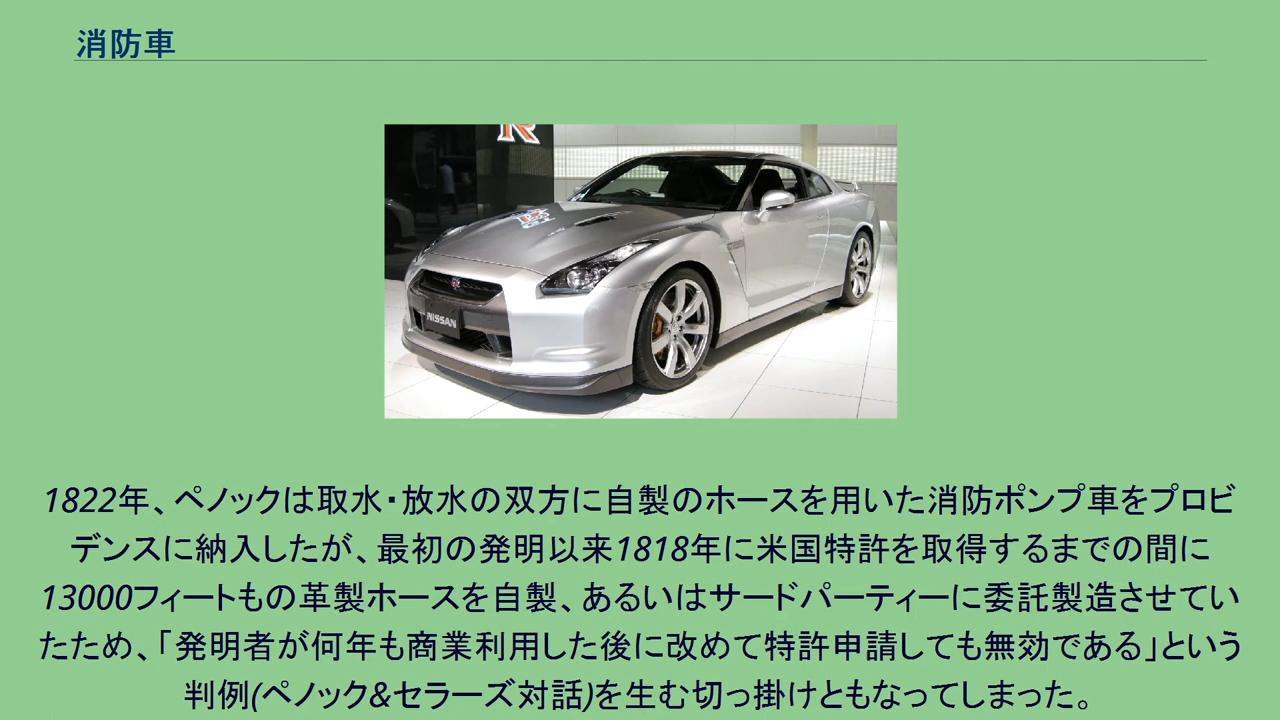 消防車
R
NISSAN
1822年、ペノックは取水・放水の双方に自製のホースを用いた消防ポンプ車をプロビ
デンスに納入したが、最初の発明以来1818年に米国特許を取得するまでの間に
13000フィートもの革製ホースを自製、あるいはサードパーティーに委託製造させてい
たため、「発明者が何年も商業利用した後に改めて特許申請しても無効である」という
判例(ペノック&セラーズ対話)を生む切っ掛けともなってしまった。